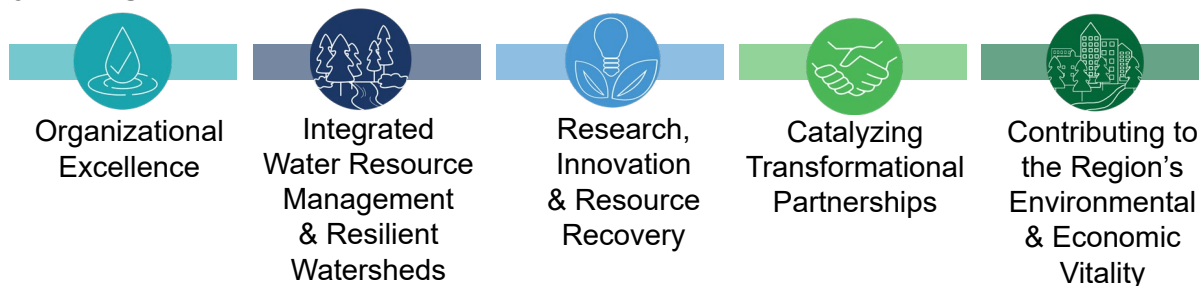 Organizational
Excellence
Integrated
Water Resource
Management
& Resilient
Watersheds
Research,
Innovation
& Resource
Recovery
Catalyzing
Transformational
Partnerships
Contributing to
the Region's
Environmental
& Economic
Vitality